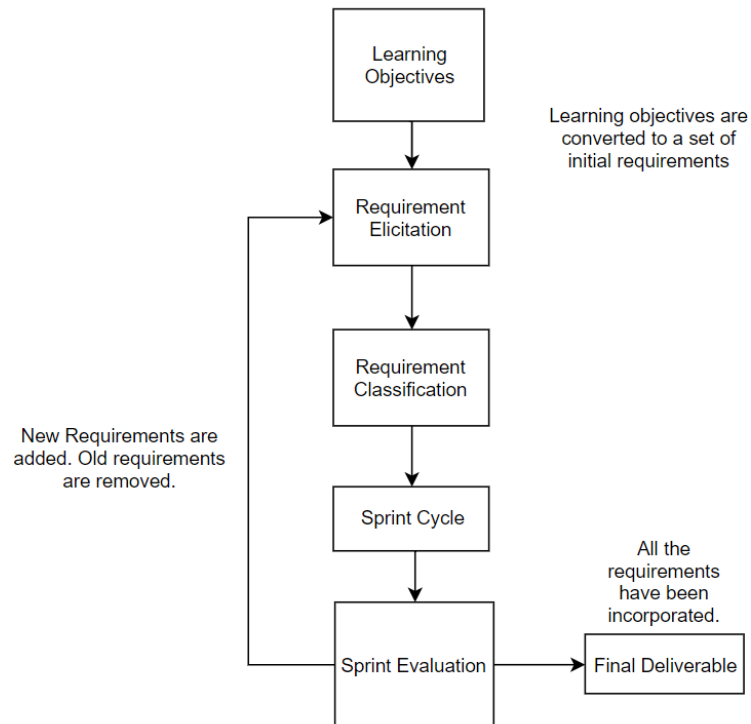 Learning
Objectives
Learning objectives are
converted to a set of
initial requirements
Requirement
Elicitation
Requirement
Classification
New Requirements are
added. Old requirements
are removed.
Sprint Cycle
All the
requirements
have been
incorporated.
Sprint Evaluation
Final Deliverable